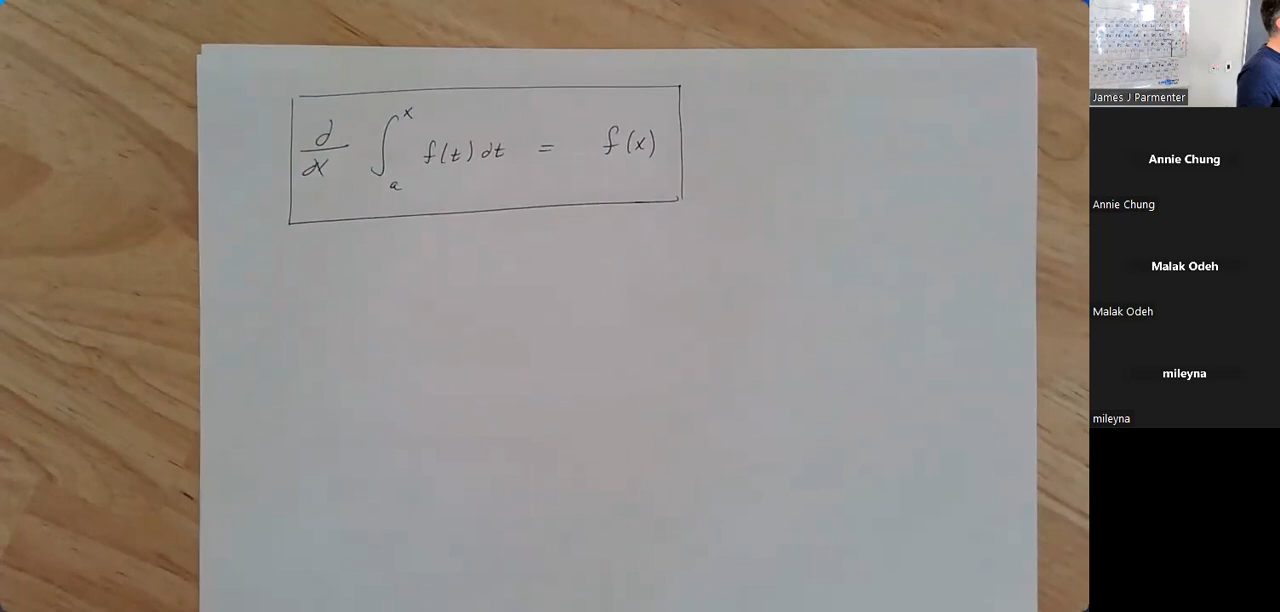 d/dx ∫_a^x f(t) dt = f(x)
James J Parmenter
Annie Chung
Annie Chung
Malak Odeh
Malak Odeh
mileyna
mileyna